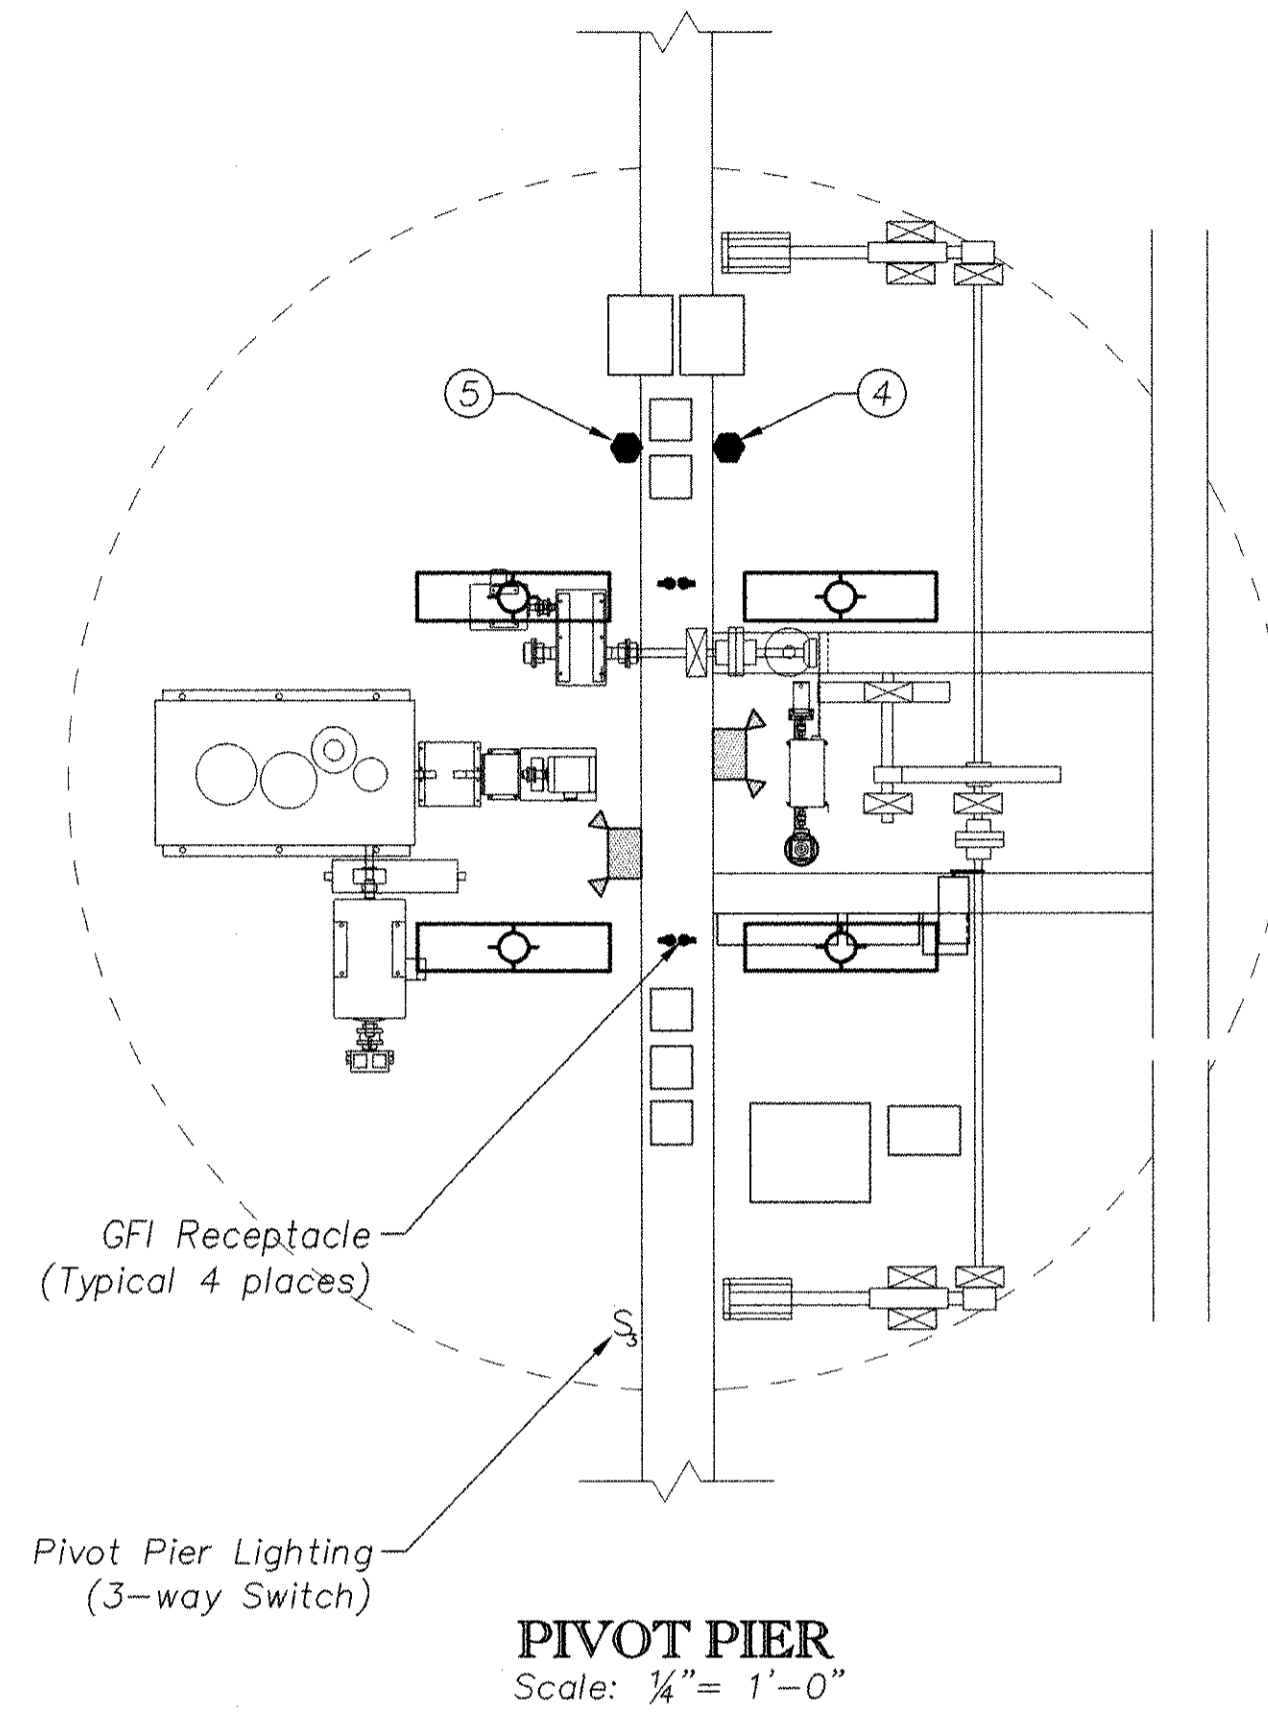 5
4
GFI Receptacle
(Typical 4 places)
S3
Pivot Pier Lighting
(3-way Switch)
PIVOT PIER
Scale: ¼"= 1'-0"